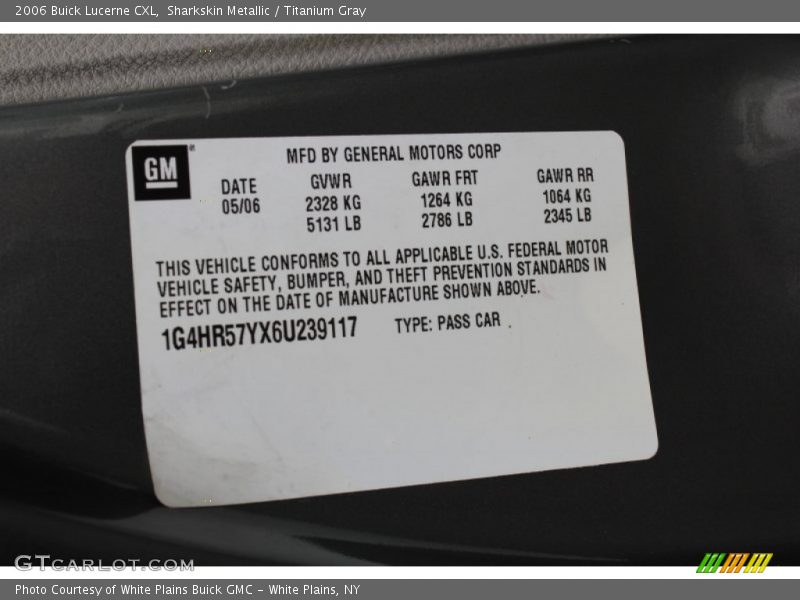 2006 Buick Lucerne CXL,  Sharkskin Metallic / Titanium Gray
GM
MFD BY GENERAL MOTORS CORP
DATE GVWR GAWR FRT GAWR RR
05/06 2328 KG 1264 KG 1064 KG
5131 LB 2786 LB 2345 LB
THIS VEHICLE CONFORMS TO ALL APPLICABLE U.S. FEDERAL MOTOR
VEHICLE SAFETY, BUMPER, AND THEFT PREVENTION STANDARDS IN
EFFECT ON THE DATE OF MANUFACTURE SHOWN ABOVE.
1G4HR57YX6U239117 TYPE: PASS CAR
GTCARLOT.COM
Photo Courtesy of White Plains Buick GMC – White Plains, NY